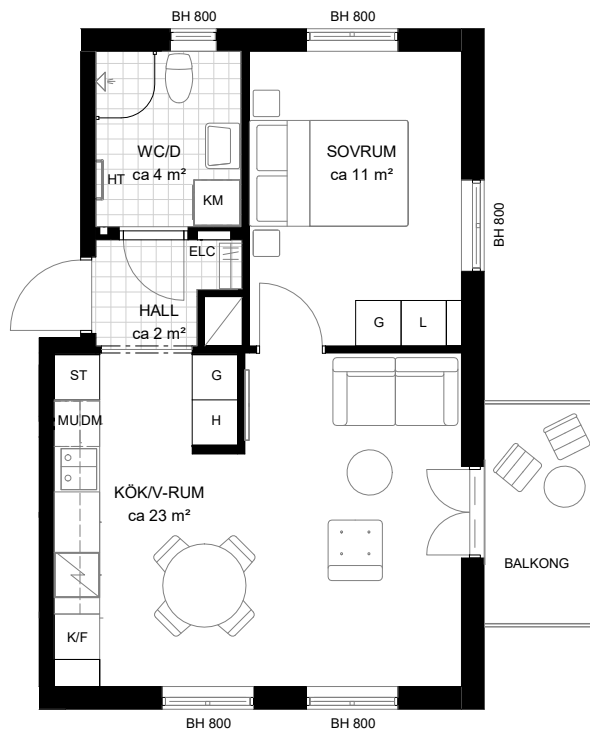 BH 800
BH 800
WC/D
ca 4 m²
HT
KM
SOVRUM
ca 11 m²
BH 800
ELC
HALL
ca 2 m²
G
L
ST
G
MU/DM
H
KÖK/V-RUM
ca 23 m²
BALKONG
K/F
BH 800
BH 800